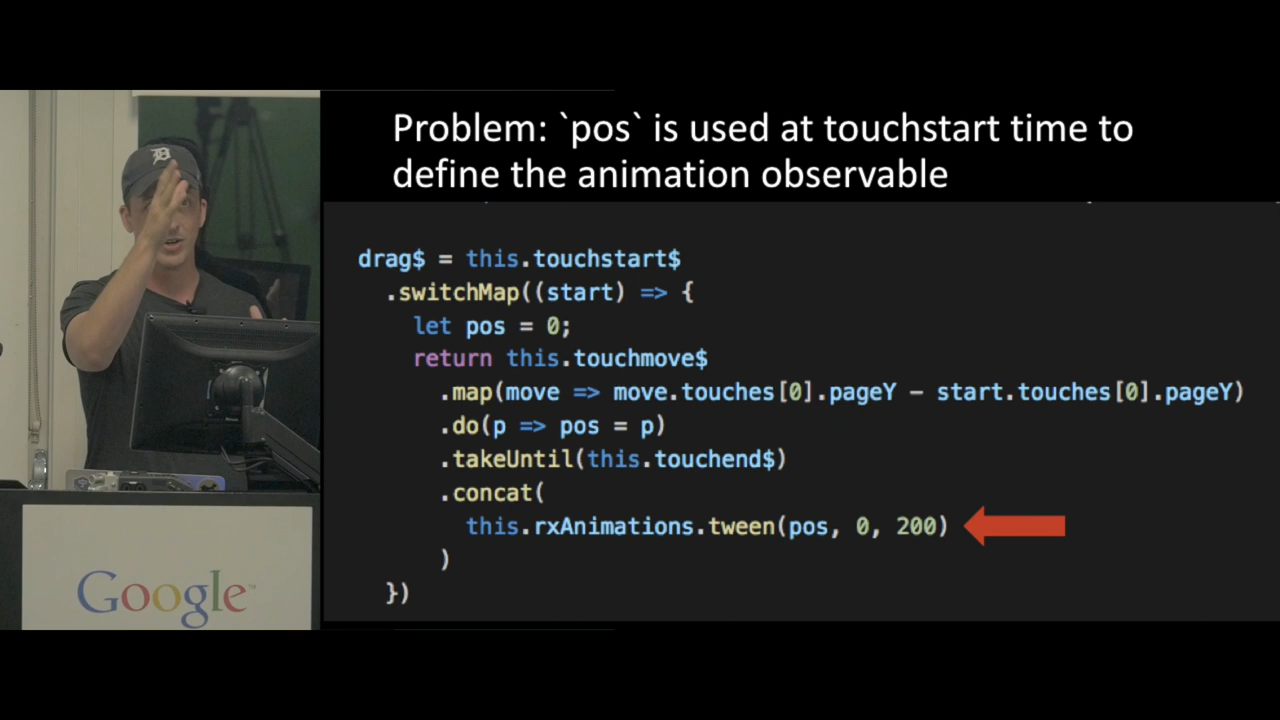 Problem: `pos` is used at touchstart time to
define the animation observable
drag$ = this.touchstart$
.switchMap((start) => {
let pos = 0;
return this.touchmove$
.map(move => move.touches[0].pageY − start.touches[0].pageY)
.do(p => pos = p)
.takeUntil(this.touchend$)
.concat(
this.rxAnimations.tween(pos, 0, 200)
)
})
D
Google™